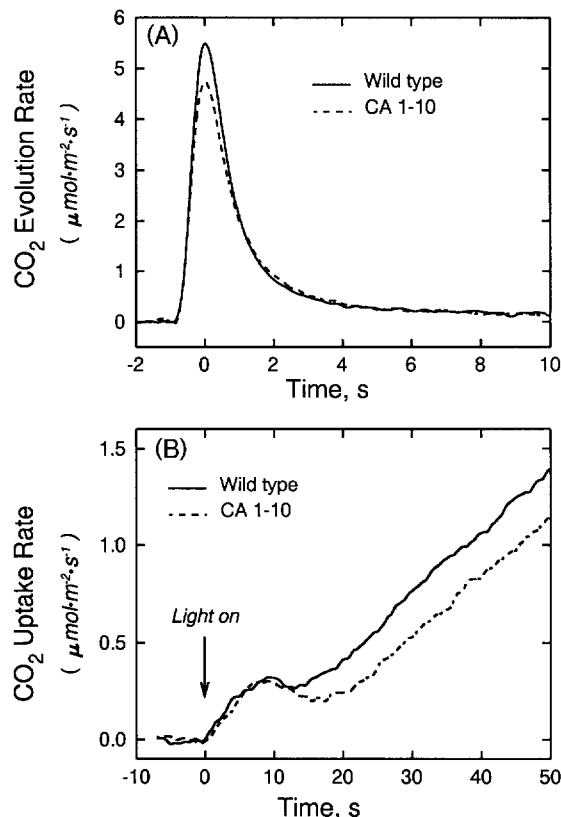 (A)
6
5
4
3
2
1
0
CO2 Evolution Rate
( μmol·m-2·s-1)
Wild type
CA 1-10
-2 0 2 4 6 8 10
Time, s
(B)
1.5
1.0
0.5
0.0
CO2 Uptake Rate
( μmol·m-2·s-1)
Wild type
CA 1-10
Light on
-10 0 10 20 30 40 50
Time, s